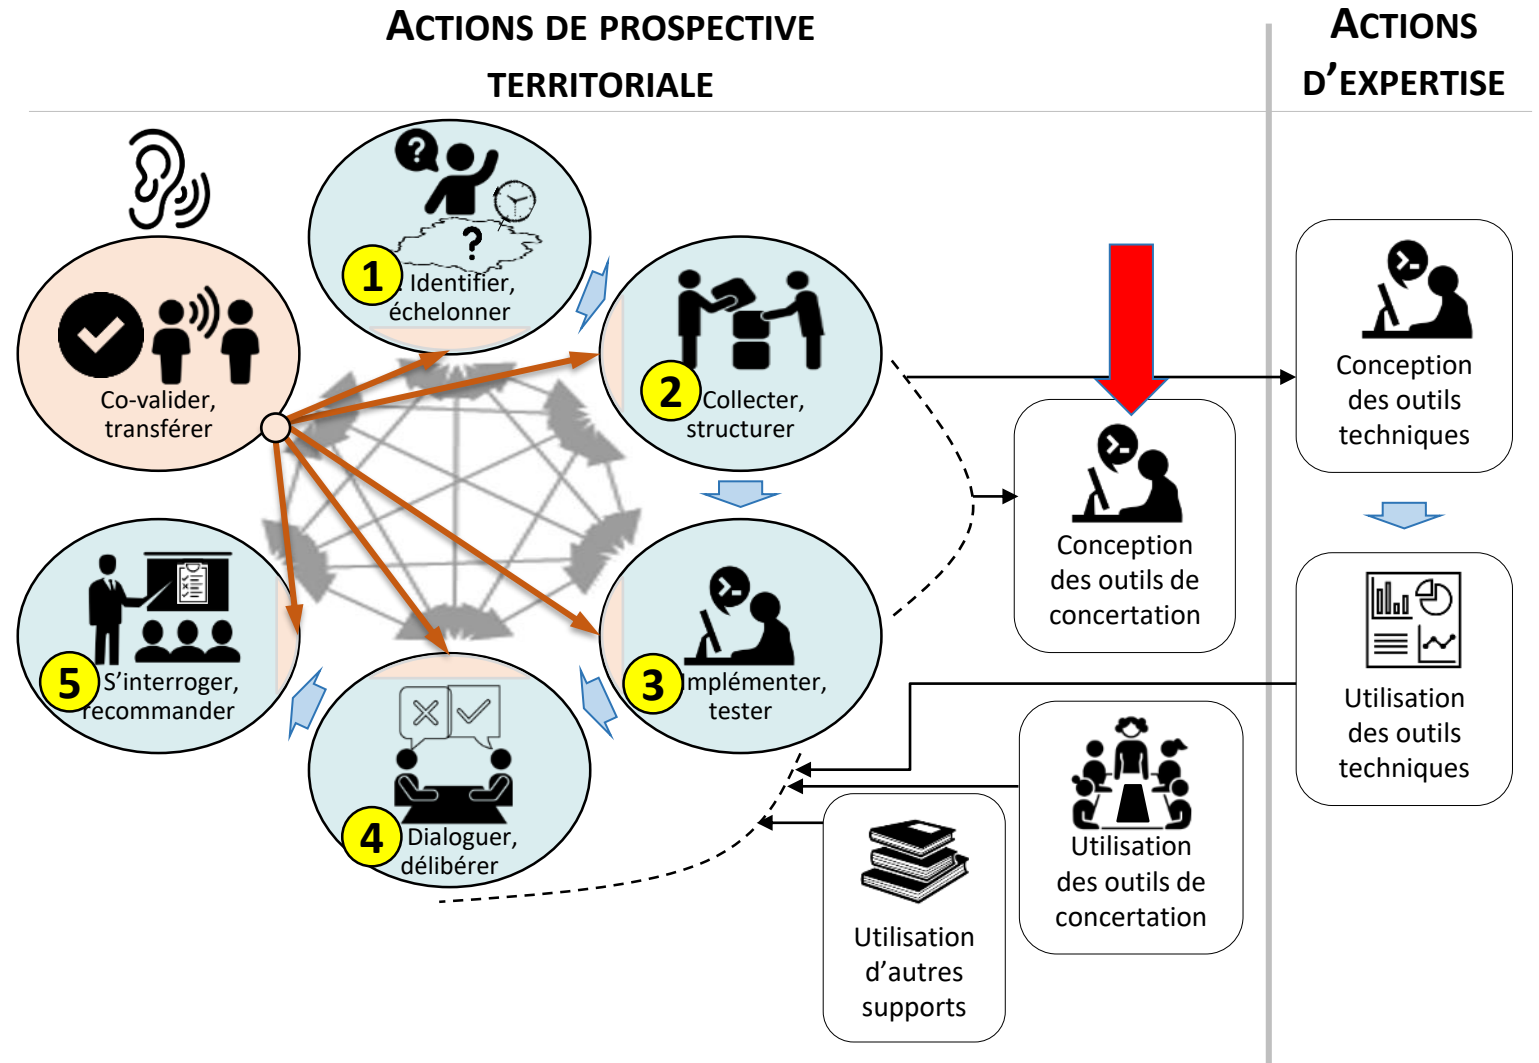 ACTIONS DE PROSPECTIVE
TERRITORIALE
ACTIONS
D'EXPERTISE
?
?
1
. Identifier,
échelonner
Co-valider,
transférer
2
Collecter,
structurer
3
Implémenter,
tester
4
Dialoguer,
délibérer
5
S'interroger,
recommander
Conception
des outils de
concertation
Conception
des outils
techniques
Utilisation
des outils
techniques
Utilisation
des outils de
concertation
Utilisation
d'autres
supports